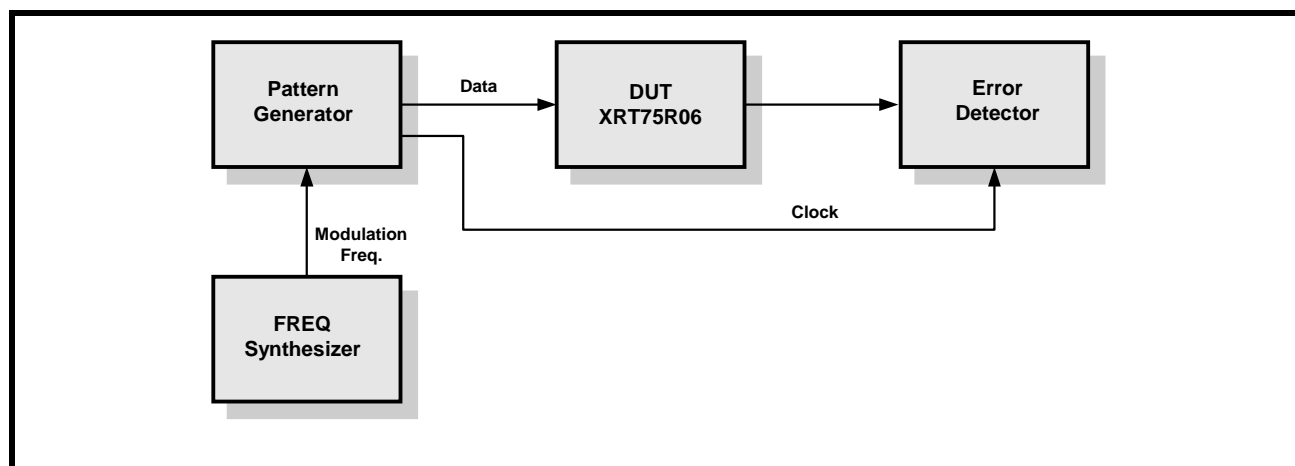 Pattern
Generator
Data
DUT
XRT75R06
Error
Detector
Clock
Modulation
Freq.
FREQ
Synthesizer